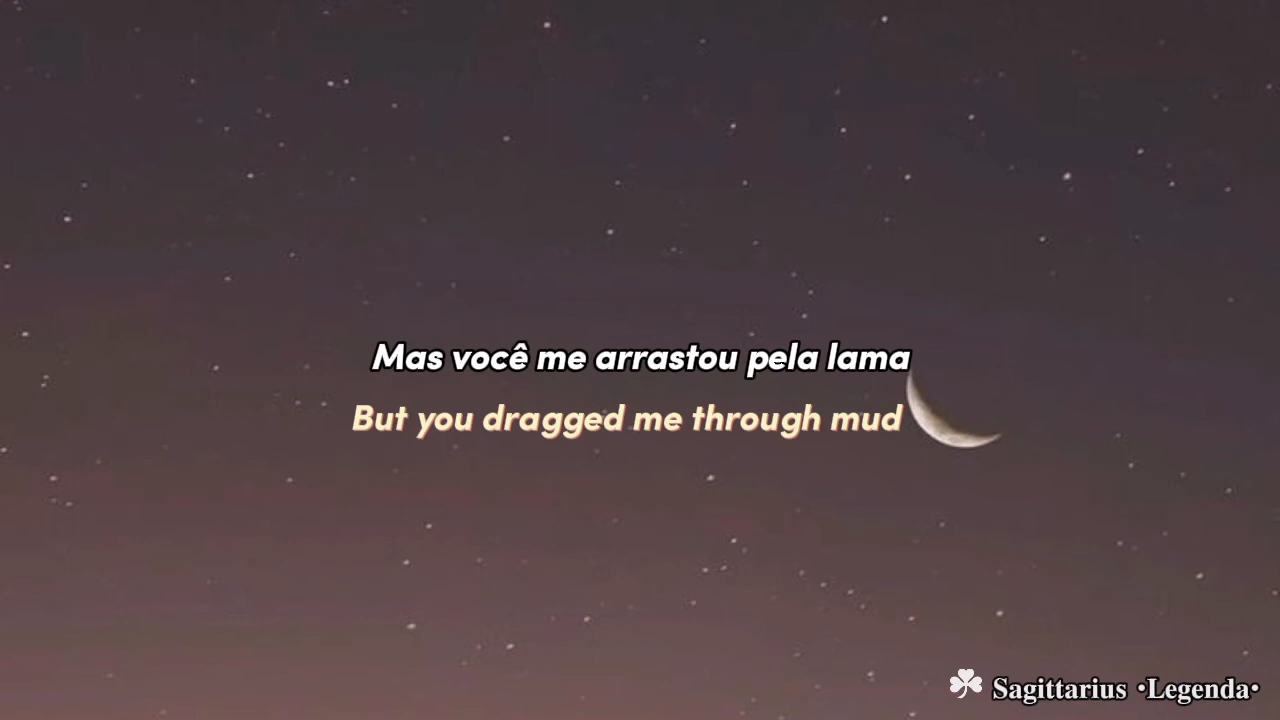 Mas você me arrastou pela lama
But you dragged me through mud
☘ Sagittarius •Legenda•